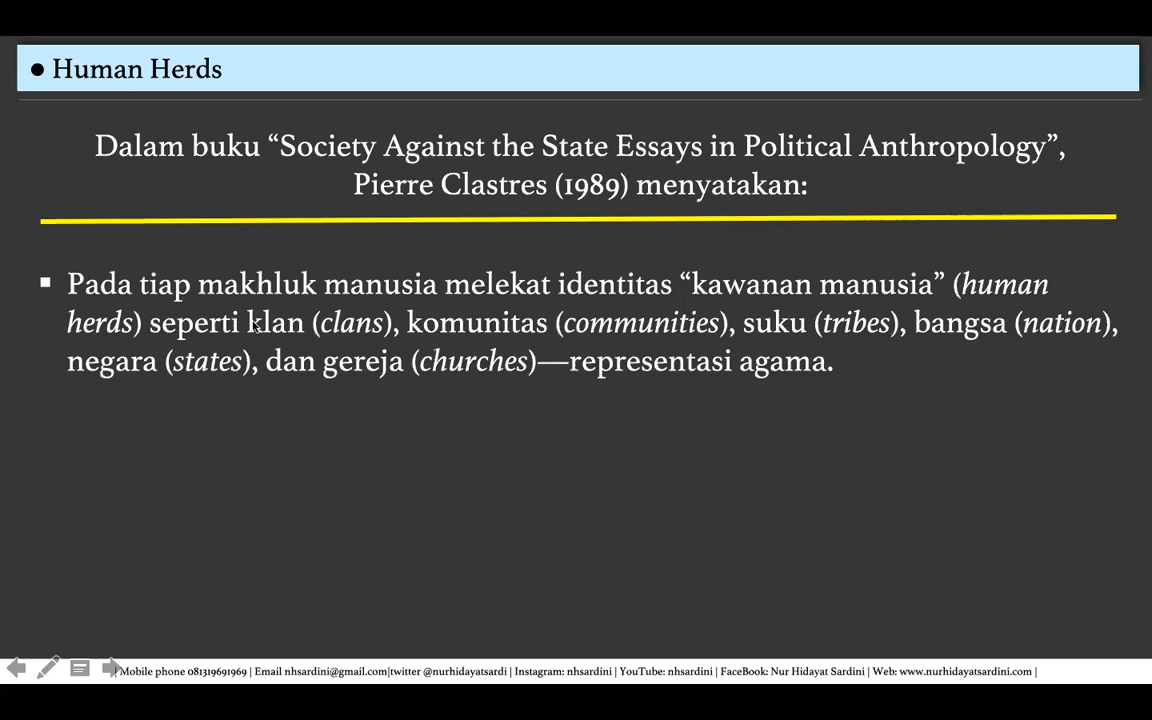 ● Human Herds
Dalam buku “Society Against the State Essays in Political Anthropology”,
Pierre Clastres (1989) menyatakan:
▪ Pada tiap makhluk manusia melekat identitas “kawanan manusia” (human
herds) seperti klan (clans), komunitas (communities), suku (tribes), bangsa (nation),
negara (states), dan gereja (churches)—representasi agama.
| Mobile phone 081319691969 | Email nhsardini@gmail.com|twitter @nurhidayatsardi | Instagram: nhsardini | YouTube: nhsardini | FaceBook: Nur Hidayat Sardini | Web: www.nurhidayatsardini.com |